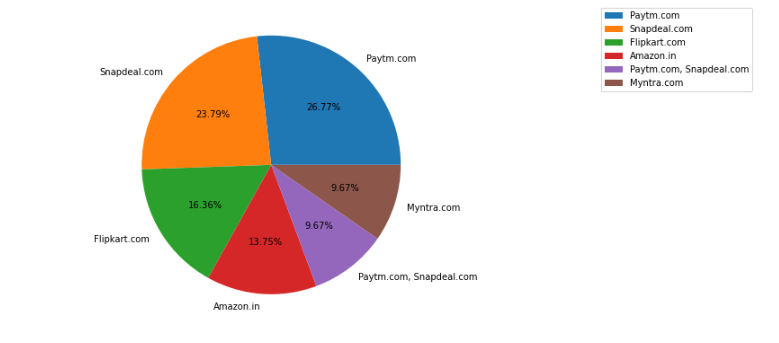 Paytm.com
Snapdeal.com
Flipkart.com
Amazon.in
Paytm.com, Snapdeal.com
Myntra.com
Paytm.com
Snapdeal.com
26.77%
23.79%
16.36%
9.67%
Myntra.com
9.67%
Flipkart.com
13.75%
Paytm.com, Snapdeal.com
Amazon.in